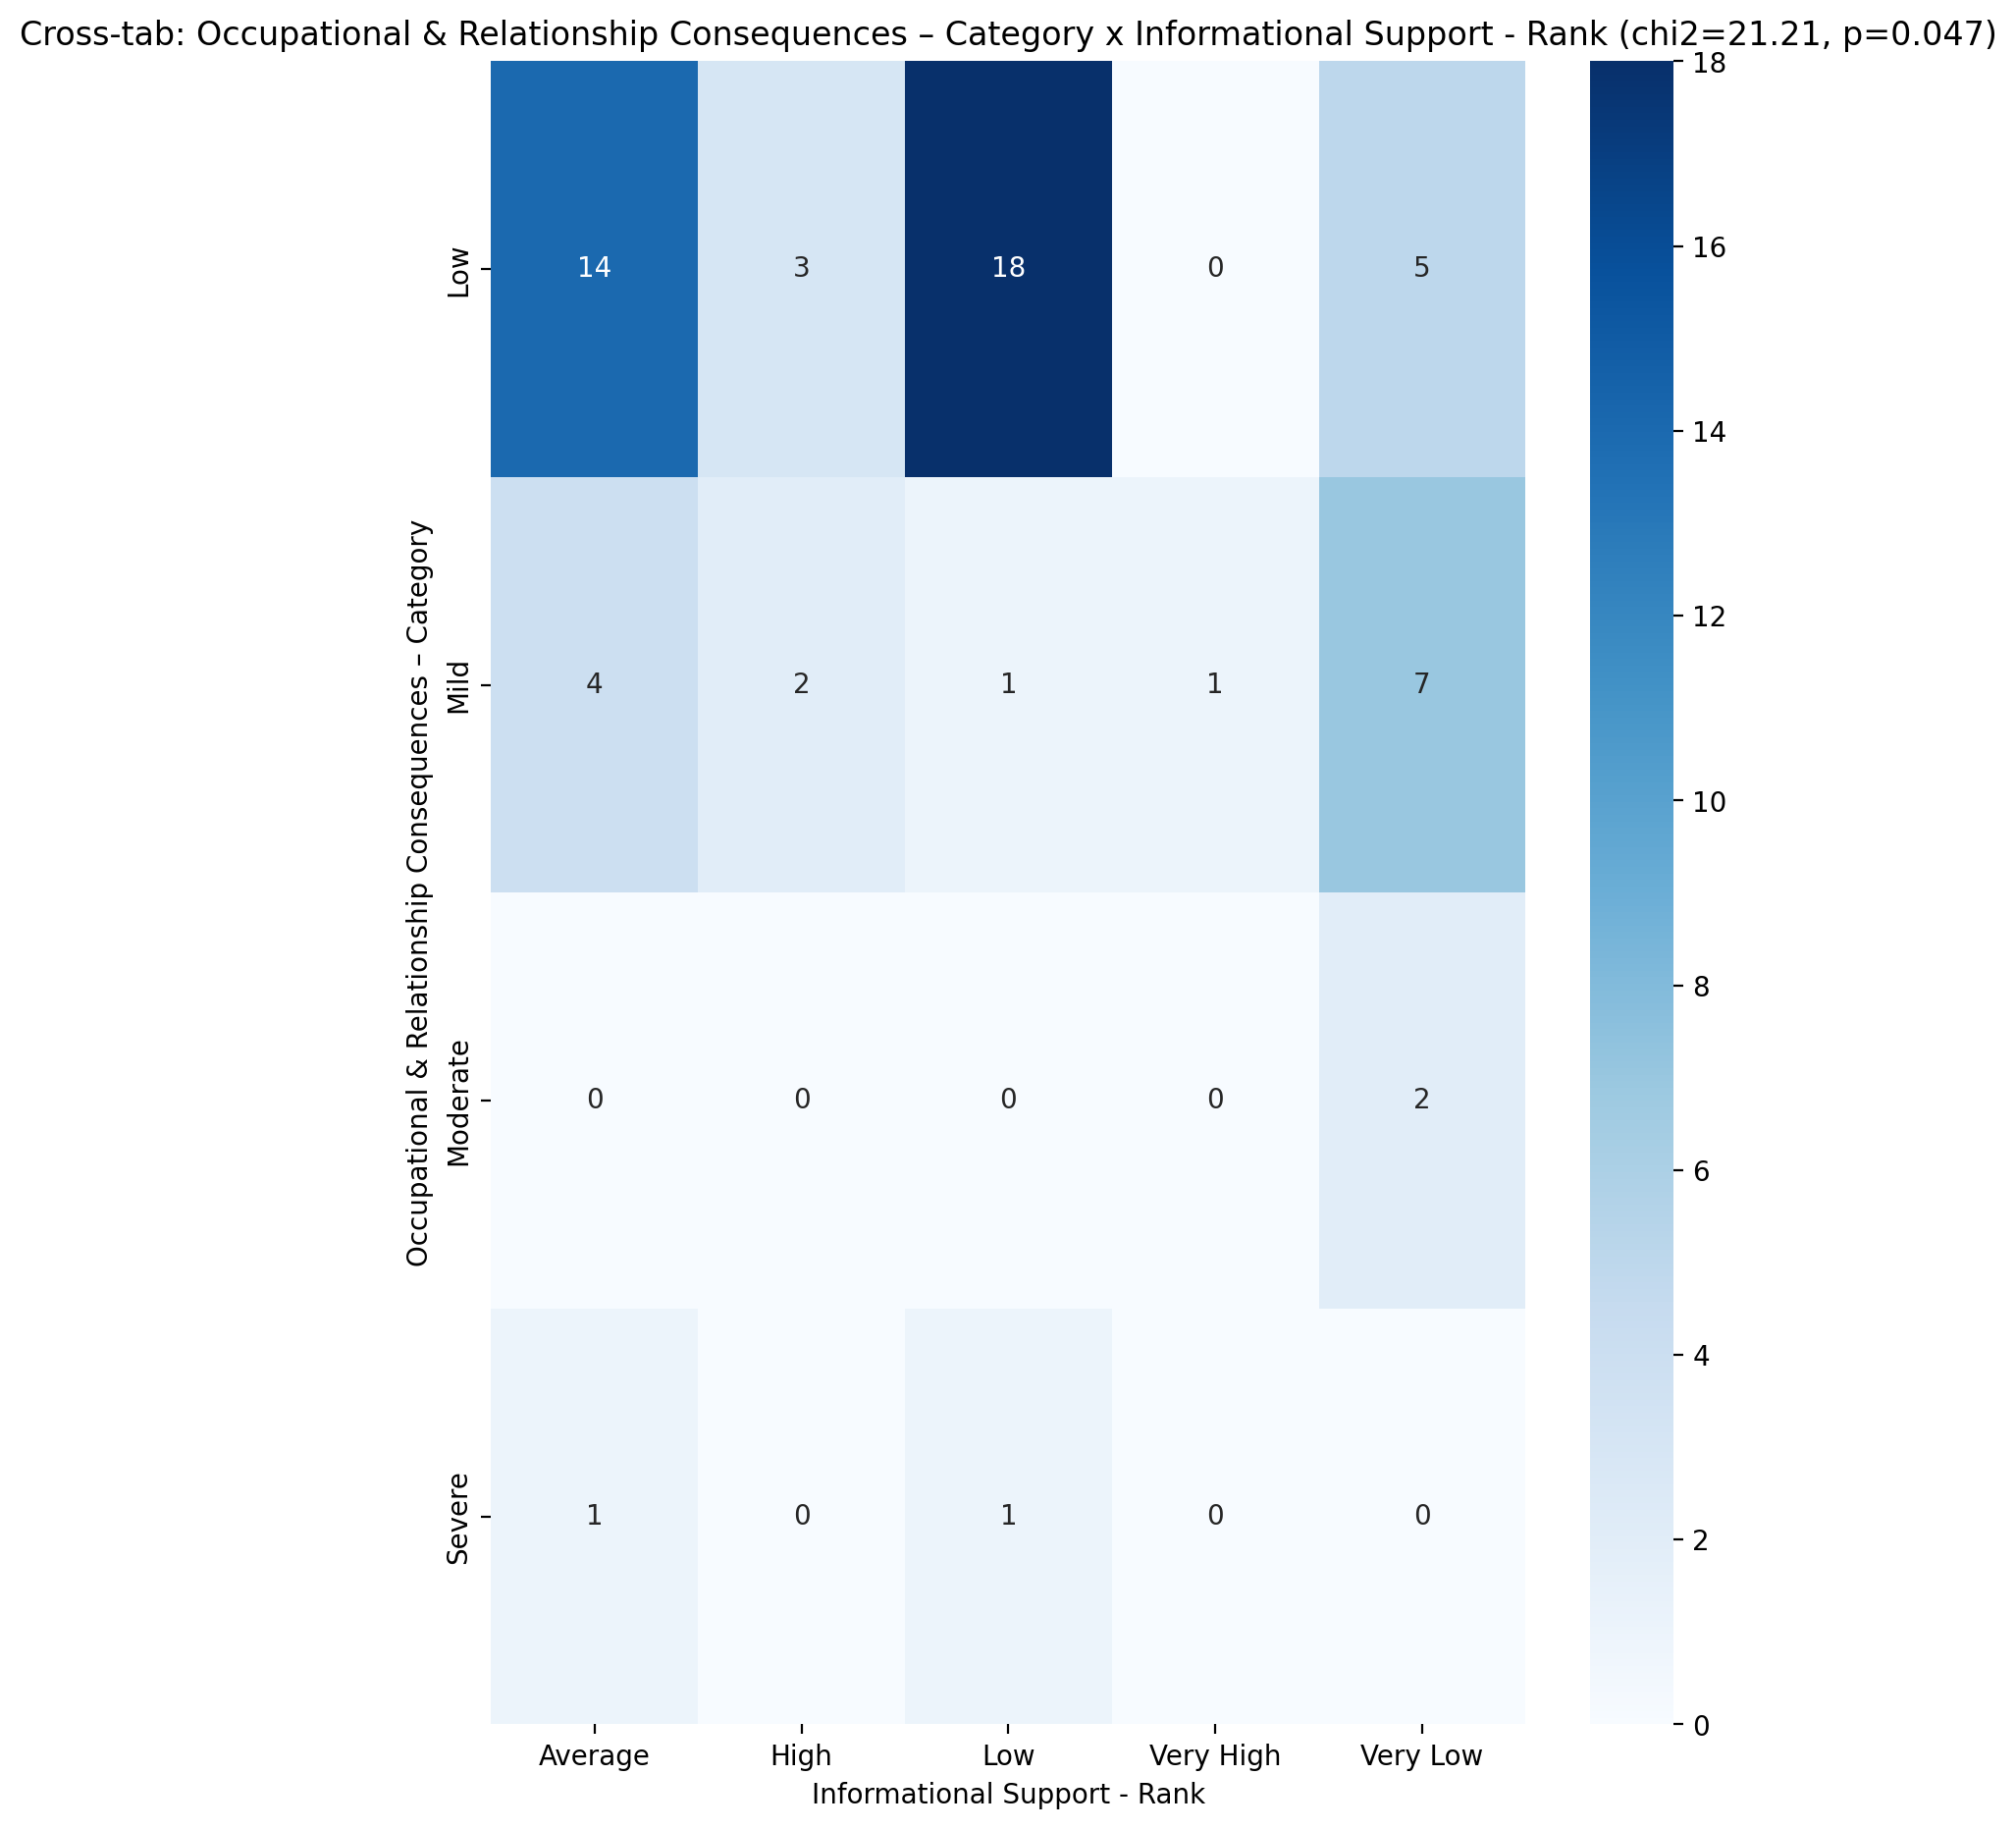 Cross-tab: Occupational & Relationship Consequences – Category x Informational Support - Rank (chi2=21.21, p=0.047)
Occupational & Relationship Consequences – Category
Low
14 3 18 0 5
Mild
4 2 1 1 7
Moderate
0 0 0 0 2
Severe
1 0 1 0 0
Average High Low Very High Very Low
Informational Support - Rank
18
16
14
12
10
8
6
4
2
0